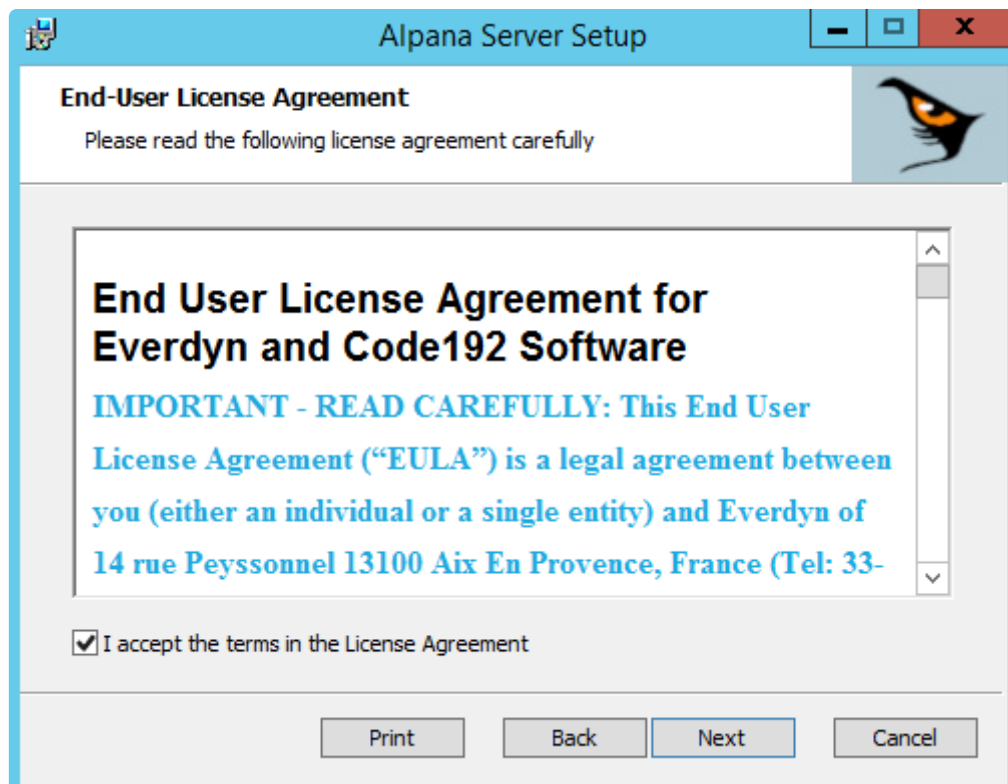 Alpana Server Setup
End-User License Agreement
Please read the following license agreement carefully
End User License Agreement for
Everdyn and Code192 Software
IMPORTANT - READ CAREFULLY: This End User
License Agreement (“EULA”) is a legal agreement between
you (either an individual or a single entity) and Everdyn of
14 rue Peyssonnel 13100 Aix En Provence, France (Tel: 33-
I accept the terms in the License Agreement
Print Back Next Cancel